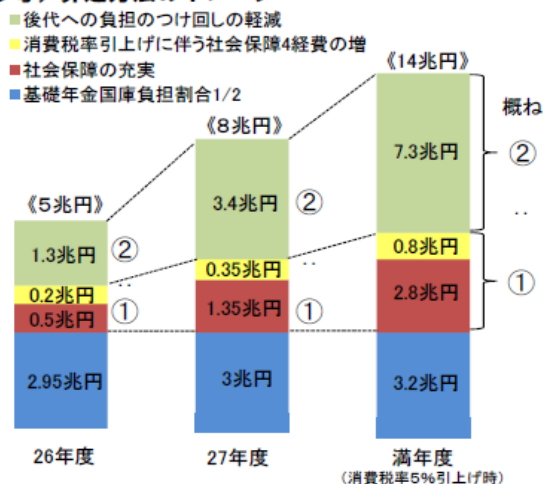 後代への負担のつけ回しの軽減
消費税率引上げに伴う社会保障4経費の増
社会保障の充実
基礎年金国庫負担割合1/2
《5兆円》
1.3兆円
②
0.2兆円
0.5兆円
①
2.95兆円
26年度
《8兆円》
3.4兆円
②
0.35兆円
1.35兆円
①
3兆円
27年度
《14兆円》
概ね
7.3兆円
②
:
0.8兆円
2.8兆円
①
3.2兆円
満年度
(消費税率5%引上げ時)